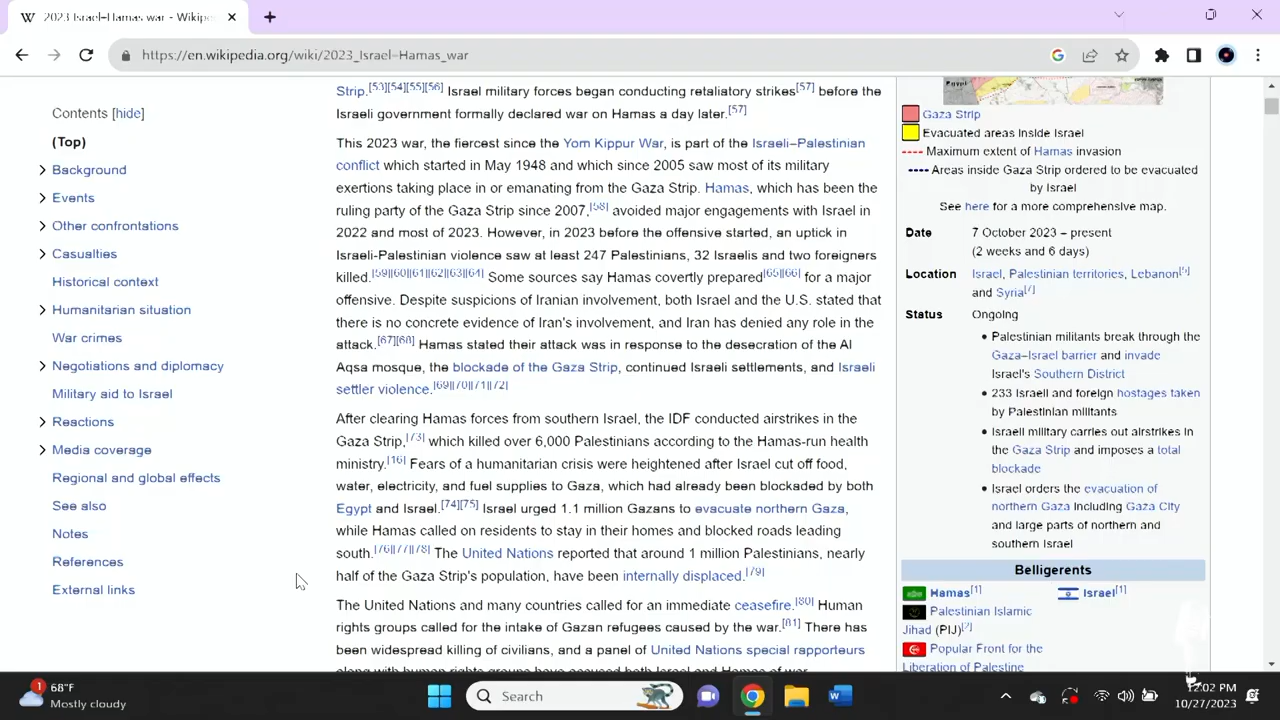 2023 Israel–Hamas war - Wikipe
https://en.wikipedia.org/wiki/2023_Israel–Hamas_war
Contents [hide]
(Top)
Background
Events
Other confrontations
Casualties
Historical context
Humanitarian situation
War crimes
Negotiations and diplomacy
Military aid to Israel
Reactions
Media coverage
Regional and global effects
See also
Notes
References
External links
Strip.[53][54][55][56] Israel military forces began conducting retaliatory strikes[57] before the
Israeli government formally declared war on Hamas a day later.[57]
This 2023 war, the fiercest since the Yom Kippur War, is part of the Israeli–Palestinian
conflict which started in May 1948 and which since 2005 saw most of its military
exertions taking place in or emanating from the Gaza Strip. Hamas, which has been the
ruling party of the Gaza Strip since 2007,[58] avoided major engagements with Israel in
2022 and most of 2023. However, in 2023 before the offensive started, an uptick in
Israeli-Palestinian violence saw at least 247 Palestinians, 32 Israelis and two foreigners
killed.[59][60][61][62][63][64] Some sources say Hamas covertly prepared[65][66] for a major
offensive. Despite suspicions of Iranian involvement, both Israel and the U.S. stated that
there is no concrete evidence of Iran's involvement, and Iran has denied any role in the
attack.[67][68] Hamas stated their attack was in response to the desecration of the Al
Aqsa mosque, the blockade of the Gaza Strip, continued Israeli settlements, and Israeli
settler violence.[69][70][71][72]
After clearing Hamas forces from southern Israel, the IDF conducted airstrikes in the
Gaza Strip,[73] which killed over 6,000 Palestinians according to the Hamas-run health
ministry.[16] Fears of a humanitarian crisis were heightened after Israel cut off food,
water, electricity, and fuel supplies to Gaza, which had already been blockaded by both
Egypt and Israel.[74][75] Israel urged 1.1 million Gazans to evacuate northern Gaza,
while Hamas called on residents to stay in their homes and blocked roads leading
south.[76][77][78] The United Nations reported that around 1 million Palestinians, nearly
half of the Gaza Strip's population, have been internally displaced.[79]
The United Nations and many countries called for an immediate ceasefire.[80] Human
rights groups called for the intake of Gazan refugees caused by the war.[81] There has
been widespread killing of civilians, and a panel of United Nations special rapporteurs
along with human rights groups have accused both Israel and Hamas of war
Egypt
Gaza Strip
Evacuated areas inside Israel
Maximum extent of Hamas invasion
Areas inside Gaza Strip ordered to be evacuated
by Israel
See here for a more comprehensive map.
Date 7 October 2023 – present
(2 weeks and 6 days)
Location Israel, Palestinian territories, Lebanon[5]
and Syria[7]
Status Ongoing
• Palestinian militants break through the
Gaza–Israel barrier and invade
Israel's Southern District
• 233 Israeli and foreign hostages taken
by Palestinian militants
• Israeli military carries out airstrikes in
the Gaza Strip and imposes a total
blockade
• Israel orders the evacuation of
northern Gaza including Gaza City
and large parts of northern and
southern Israel
Belligerents
Hamas[1] Israel[1]
Palestinian Islamic
Jihad (PIJ)[2]
Popular Front for the
Liberation of Palestine
1
68°F
Mostly cloudy
Search
12:02 PM
10/27/2023